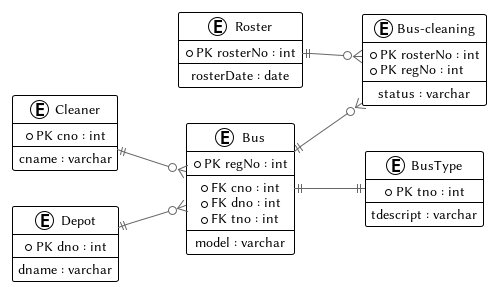 E Roster
PK rosterNo : int
rosterDate : date
E Bus-cleaning
PK rosterNo : int
PK regNo : int
status : varchar
E Cleaner
PK cno : int
cname : varchar
E Bus
PK regNo : int
FK cno : int
FK dno : int
FK tno : int
model : varchar
E BusType
PK tno : int
tdescript : varchar
E Depot
PK dno : int
dname : varchar